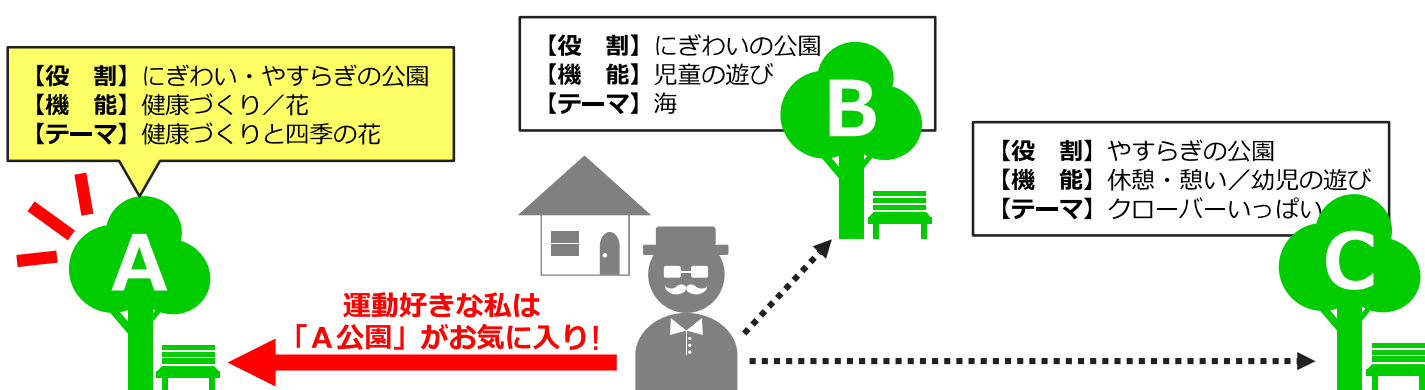 【役　割】にぎわい・やすらぎの公園
【機　能】健康づくり／花
【テーマ】健康づくりと四季の花
A
【役　割】にぎわいの公園
【機　能】児童の遊び
【テーマ】海
B
【役　割】やすらぎの公園
【機　能】休憩・憩い／幼児の遊び
【テーマ】クローバーいっぱい
C
運動好きな私は
「Ａ公園」がお気に入り!